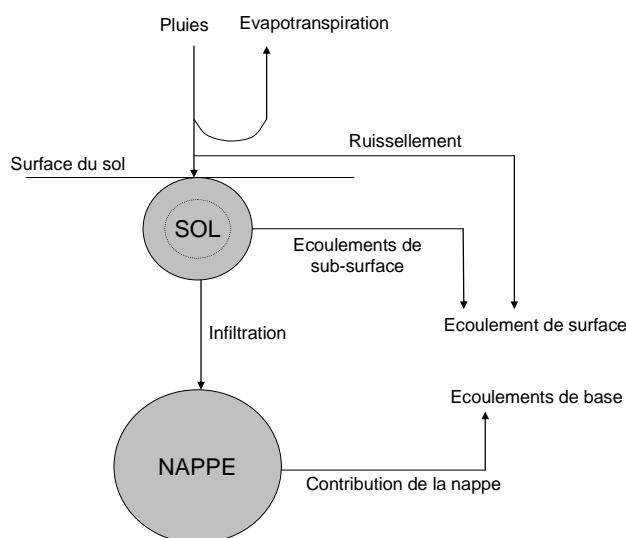 Pluies
Evapotranspiration
Ruissellement
Surface du sol
SOL
Ecoulements de
sub-surface
Ecoulement de surface
Infiltration
Ecoulements de base
NAPPE
Contribution de la nappe